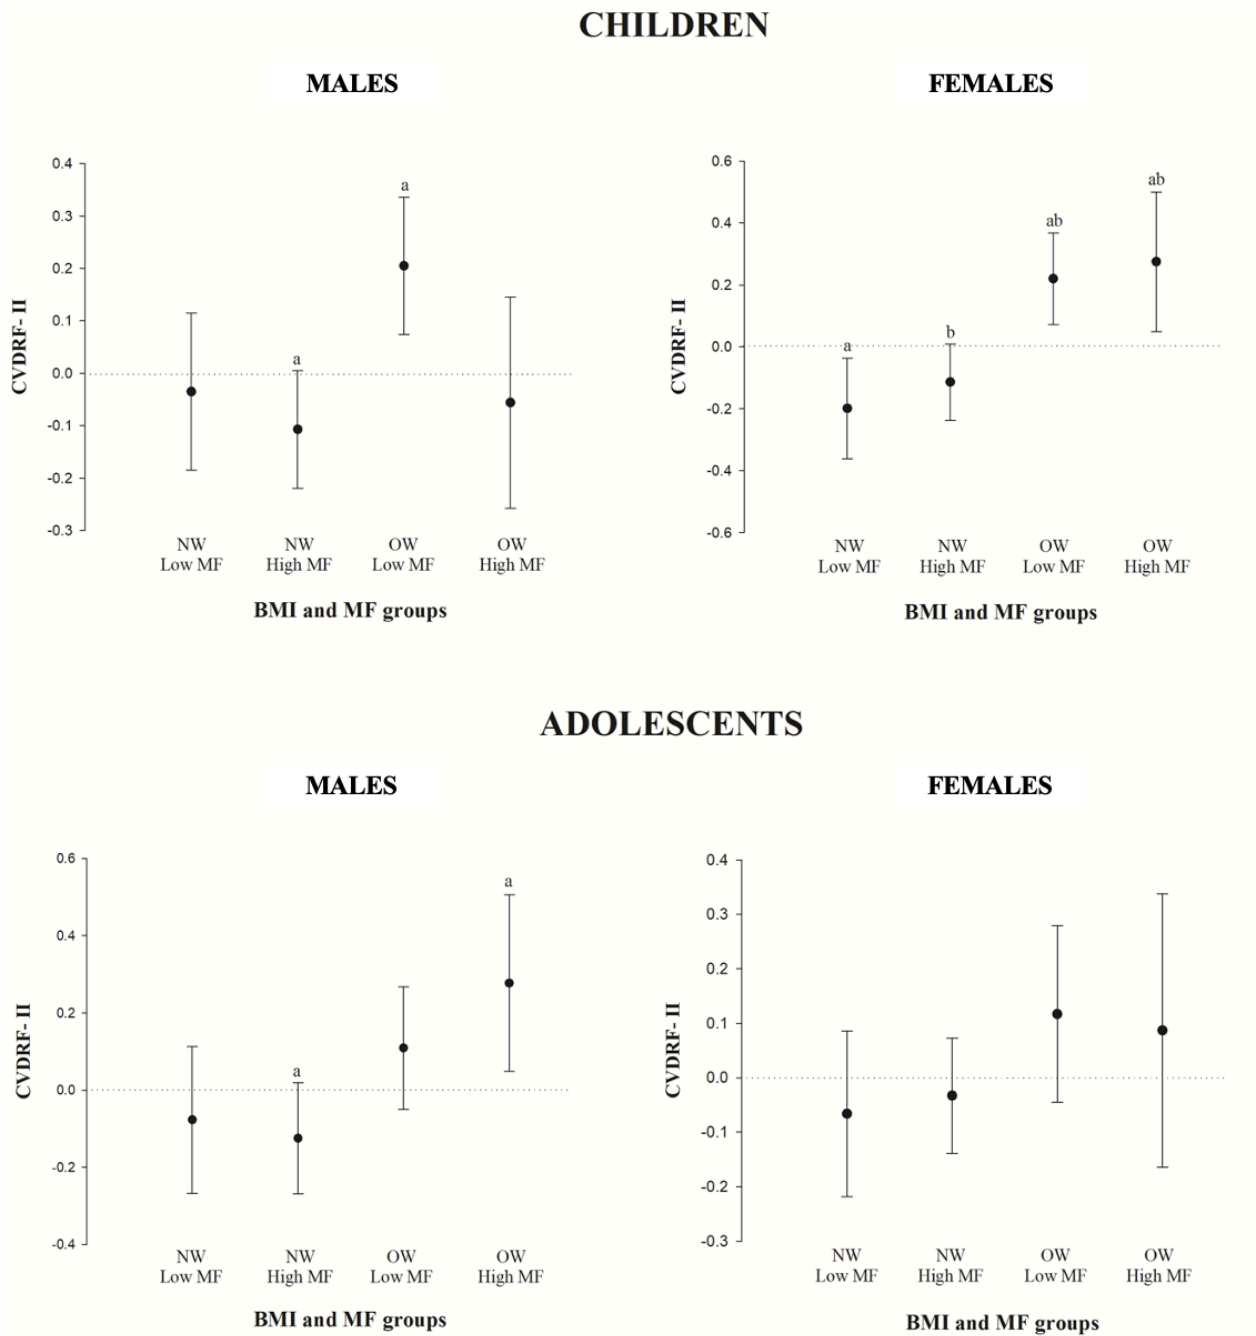 CHILDREN
MALES
0.4
0.3
0.2
0.1
0.0
-0.1
-0.2
-0.3
CVDRF- II
a
a
NW
Low MF
NW
High MF
OW
Low MF
OW
High MF
BMI and MF groups
FEMALES
0.6
0.4
0.2
0.0
-0.2
-0.4
-0.6
CVDRF- II
a
b
ab
ab
NW
Low MF
NW
High MF
OW
Low MF
OW
High MF
BMI and MF groups
ADOLESCENTS
MALES
0.6
0.4
0.2
0.0
-0.2
-0.4
CVDRF- II
a
a
NW
Low MF
NW
High MF
OW
Low MF
OW
High MF
BMI and MF groups
FEMALES
0.4
0.3
0.2
0.1
0.0
-0.1
-0.2
-0.3
CVDRF- II
NW
Low MF
NW
High MF
OW
Low MF
OW
High MF
BMI and MF groups